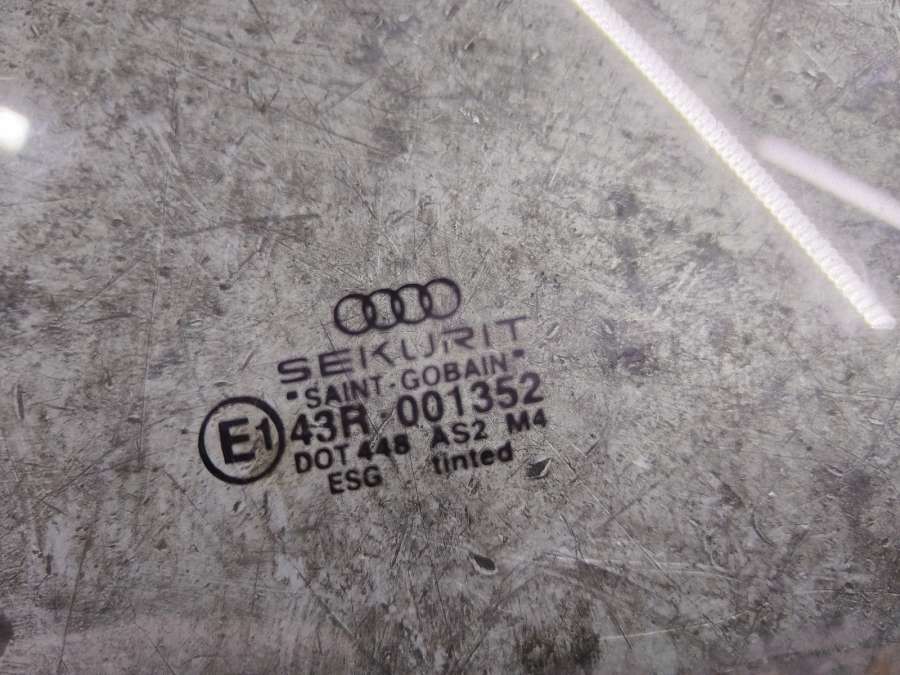 SEKURIT
"SAINT-GOBAIN"
E1 43R 001352
DOT 448 AS2 M4
ESG tinted